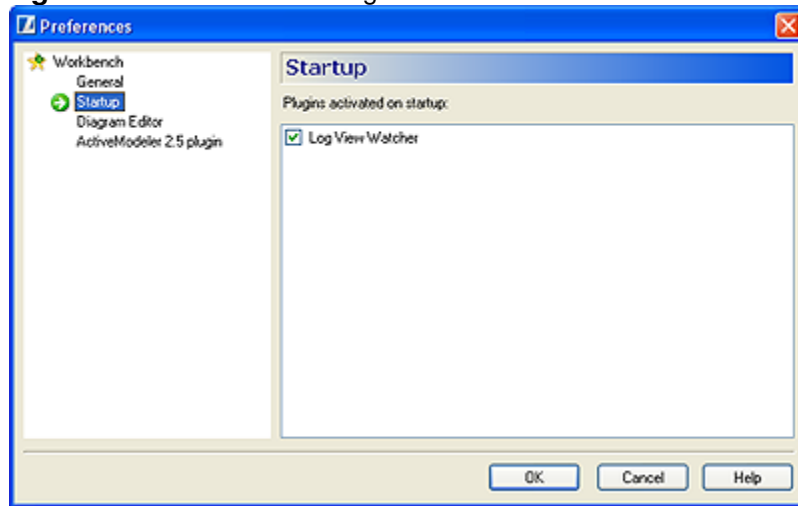 Preferences
Workbench
General
Startup
Diagram Editor
ActiveModeler 2.5 plugin
Startup
Plugins activated on startup:
Log View Watcher
OK
Cancel
Help